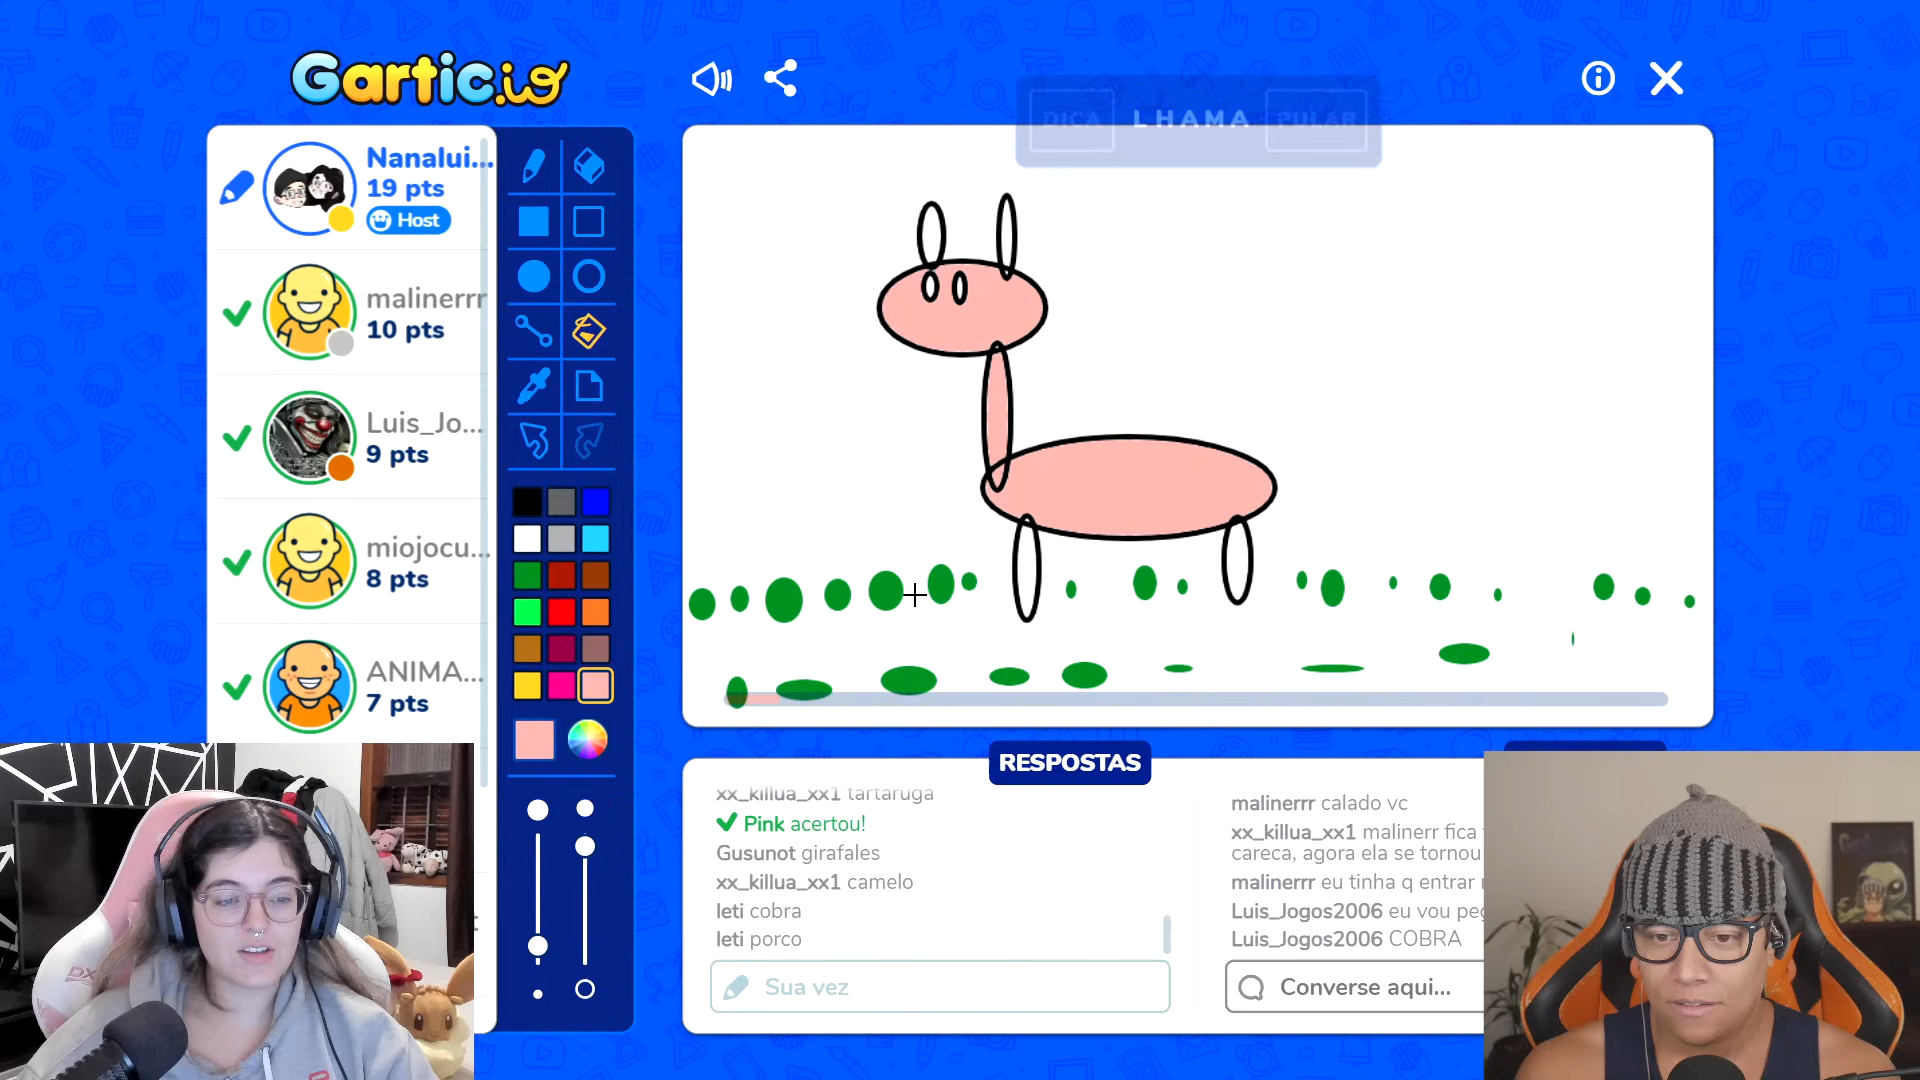 Gartic.io
DICA
LHAMA
PULAR
Nanalui...
19 pts
Host
malinerrr
10 pts
Luis_Jo...
9 pts
miojocu...
8 pts
ANIMA...
7 pts
RESPOSTAS
xx_killua_xx1 tartaruga
Pink acertou!
Gusunot girafales
xx_killua_xx1 camelo
leti cobra
leti porco
Sua vez
malinerrr calado vc
xx_killua_xx1 malinerr fica
careca, agora ela se tornou
malinerrr eu tinha q entrar
Luis_Jogos2006 eu vou peg
Luis_Jogos2006 COBRA
Converse aqui...
DX